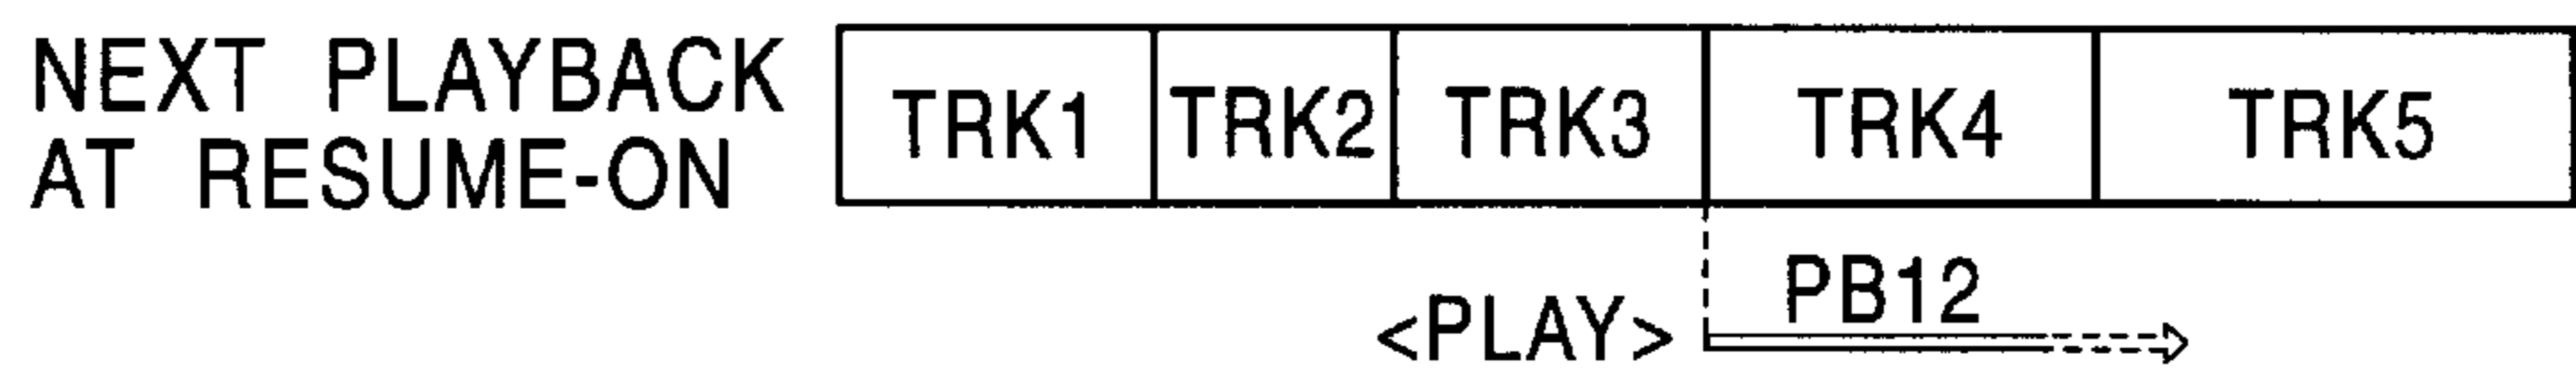 NEXT PLAYBACK
AT RESUME-ON
TRK1 TRK2 TRK3 TRK4 TRK5
PB12
<PLAY>